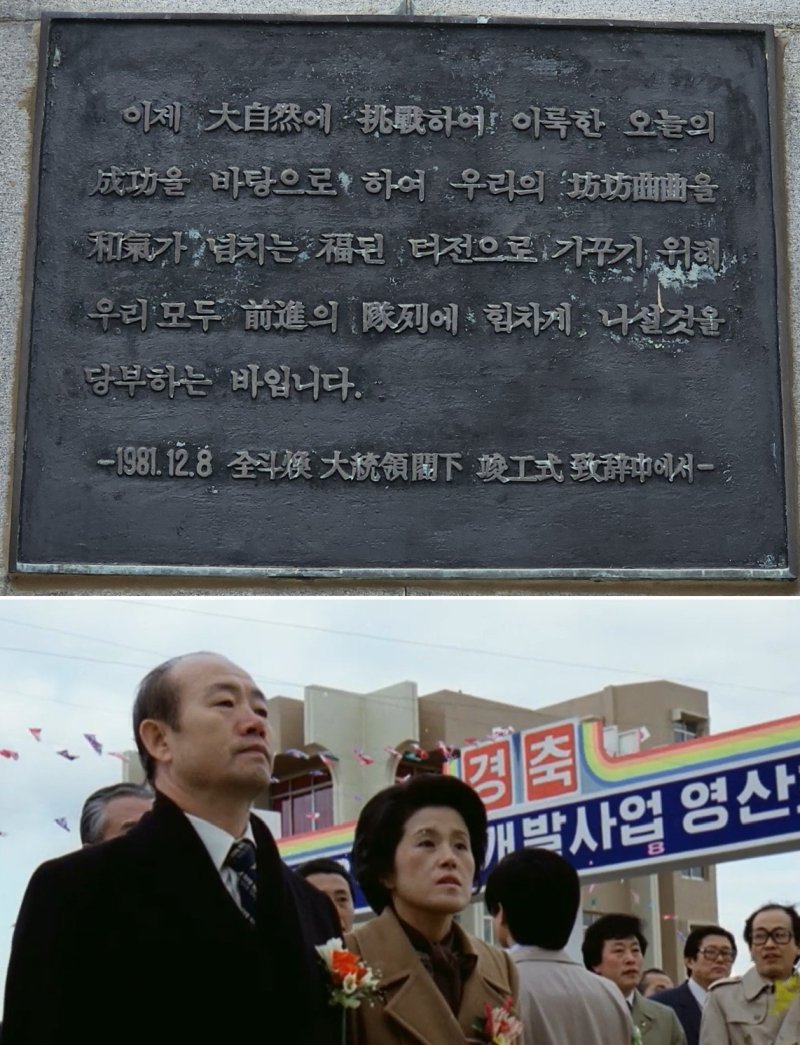 이제 大自然에 挑戰하여 이룩한 오늘의
成功을 바탕으로 하여 우리의 坊坊曲曲을
和氣가 넘치는 福된 터전으로 가꾸기 위해
우리 모두 前進의 隊列에 힘차게 나설것을
당부하는 바입니다.
-1981.12.8 全斗煥 大統領閣下 竣工式 致辞中에서-
경축
개발사업 영산
8